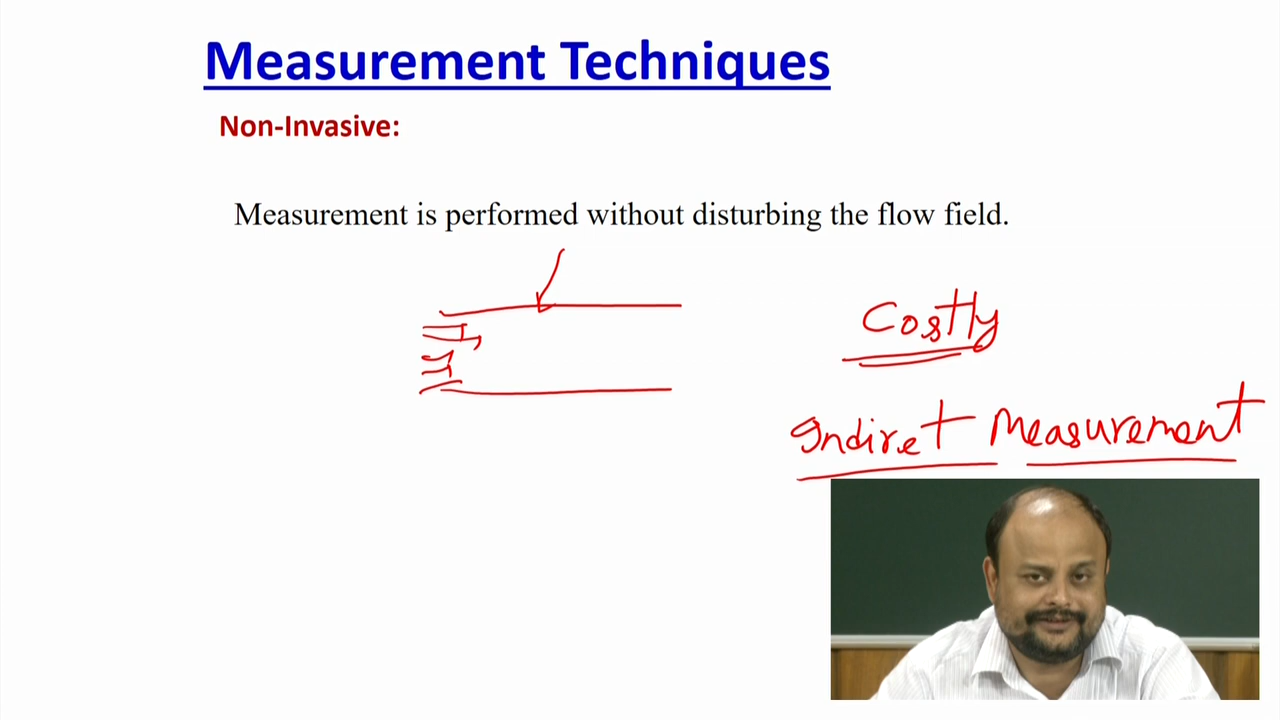 Measurement Techniques
Non-Invasive:
Measurement is performed without disturbing the flow field.
Costly
Indiret Measurement